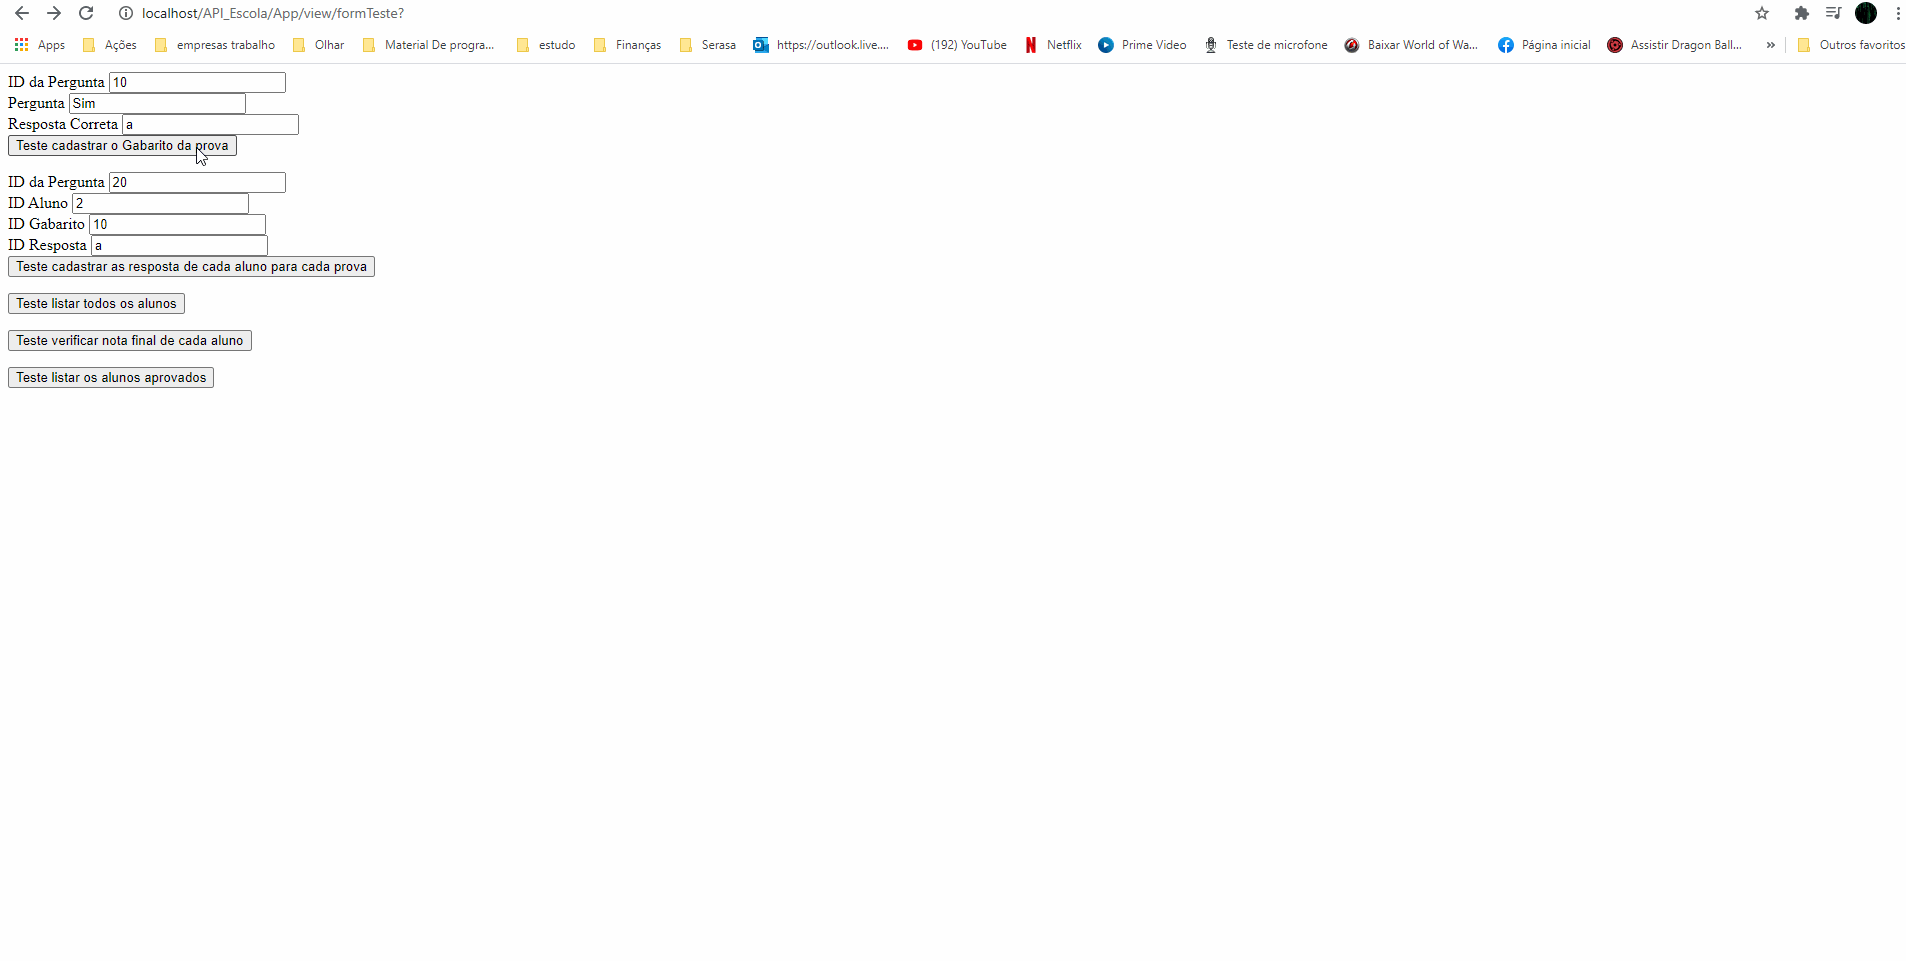 localhost/API_Escola/App/view/formTeste?
Apps Ações empresas trabalho Olhar Material De progra... estudo Finanças Serasa https://outlook.live.... (192) YouTube Netflix Prime Video Teste de microfone Baixar World of Wa... Página inicial Assistir Dragon Ball... » Outros favoritos
ID da Pergunta 10
Pergunta Sim
Resposta Correta a
Teste cadastrar o Gabarito da prova
ID da Pergunta 20
ID Aluno 2
ID Gabarito 10
ID Resposta a
Teste cadastrar as resposta de cada aluno para cada prova
Teste listar todos os alunos
Teste verificar nota final de cada aluno
Teste listar os alunos aprovados